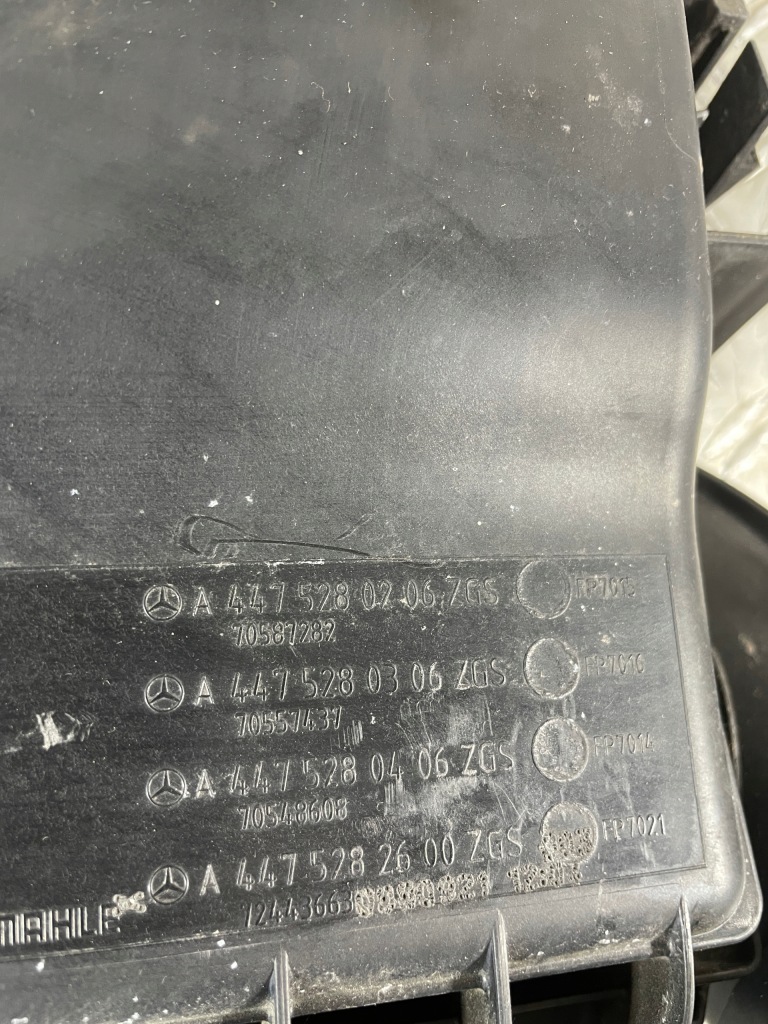 A 447 528 02 06 ZGS FP7015
70587282
A 447 528 03 06 ZGS FP7016
70557437
A 447 528 04 06 ZGS FP7014
70548608
A 447 528 26 00 ZGS FP7021
72443663
MAHLE